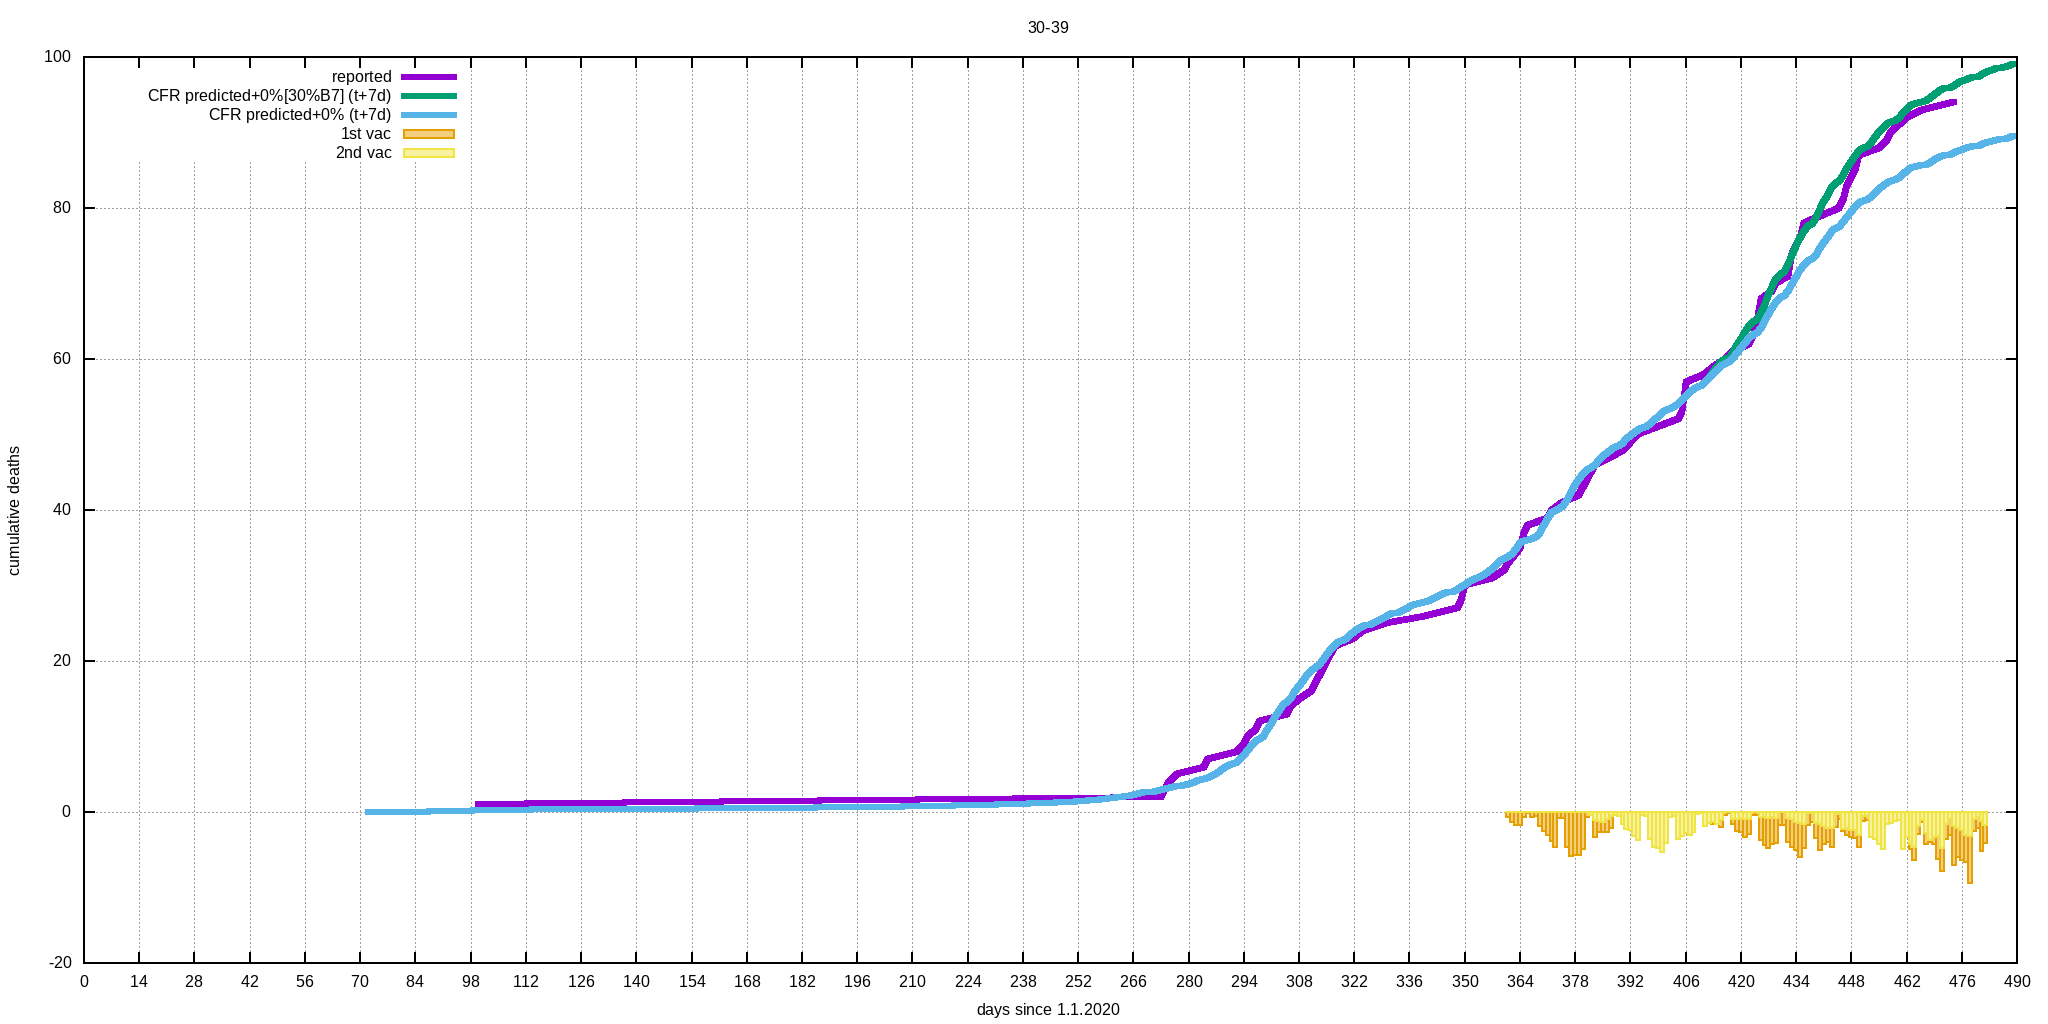 30-39
100
80
60
40
20
0
-20
reported
CFR predicted+0%[30%B7] (t+7d)
CFR predicted+0% (t+7d)
1st vac
2nd vac
cumulative deaths
0 14 28 42 56 70 84 98 112 126 140 154 168 182 196 210 224 238 252 266 280 294 308 322 336 350 364 378 392 406 420 434 448 462 476 490
days since 1.1.2020